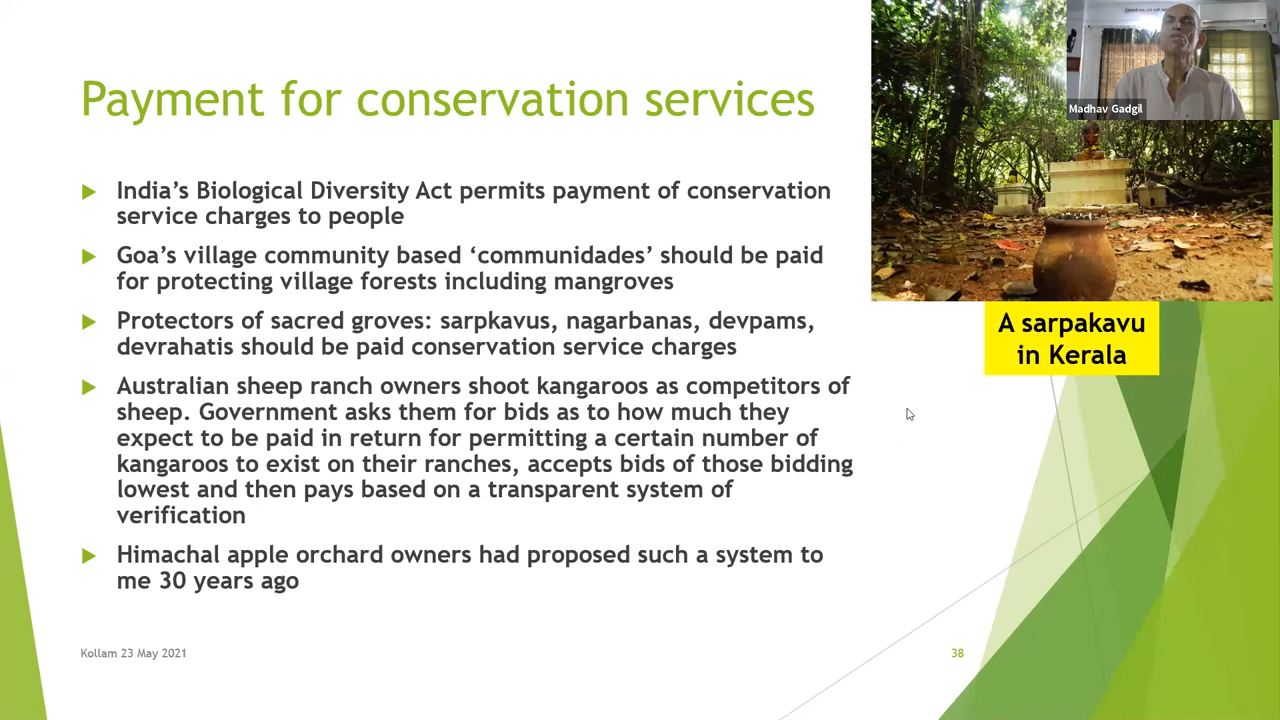 Payment for conservation services
India’s Biological Diversity Act permits payment of conservation
service charges to people
Goa’s village community based ‘communidades’ should be paid
for protecting village forests including mangroves
Protectors of sacred groves: sarpkavus, nagarbanas, devpams,
devrahatis should be paid conservation service charges
Australian sheep ranch owners shoot kangaroos as competitors of
sheep. Government asks them for bids as to how much they
expect to be paid in return for permitting a certain number of
kangaroos to exist on their ranches, accepts bids of those bidding
lowest and then pays based on a transparent system of
verification
Himachal apple orchard owners had proposed such a system to
me 30 years ago
Madhav Gadgil
A sarpakavu
in Kerala
Kollam 23 May 2021
38